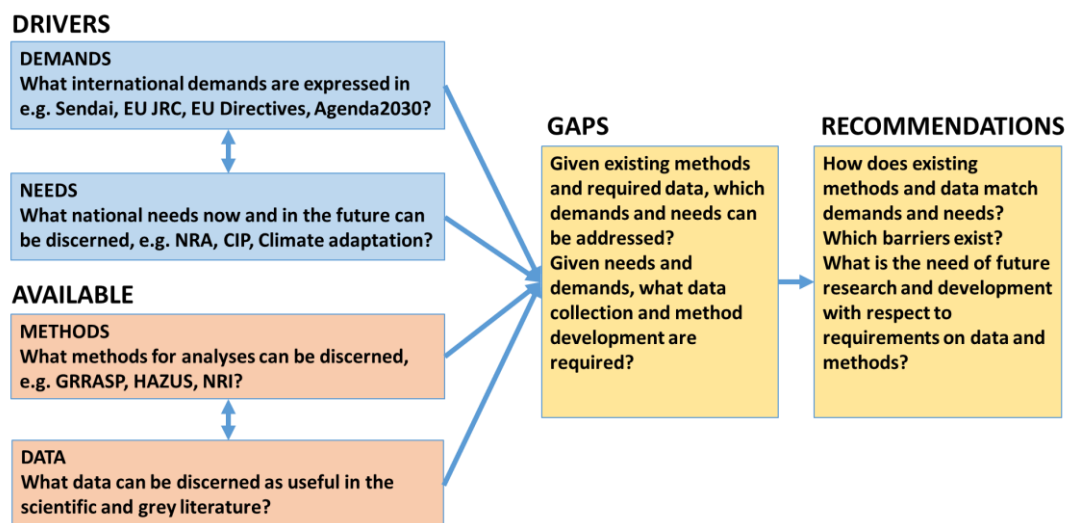 DRIVERS
DEMANDS
What international demands are expressed in
e.g. Sendai, EU JRC, EU Directives, Agenda2030?
NEEDS
What national needs now and in the future can
be discerned, e.g. NRA, CIP, Climate adaptation?
AVAILABLE
METHODS
What methods for analyses can be discerned,
e.g. GRRASP, HAZUS, NRI?
DATA
What data can be discerned as useful in the
scientific and grey literature?
GAPS
Given existing methods
and required data, which
demands and needs can
be addressed?
Given needs and
demands, what data
collection and method
development are
required?
RECOMMENDATIONS
How does existing
methods and data match
demands and needs?
Which barriers exist?
What is the need of future
research and development
with respect to
requirements on data and
methods?